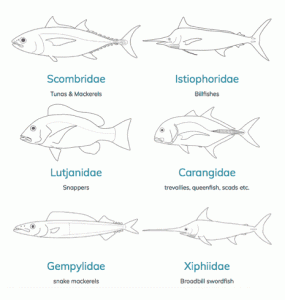 Scombridae Istiophoridae
Tunas & Mackerels Billfishes
Lutjanidae Carangidae
Snappers trevallies, queenfish, scads etc.
Gempylidae Xiphiidae
snake mackerels Broadbill swordfish